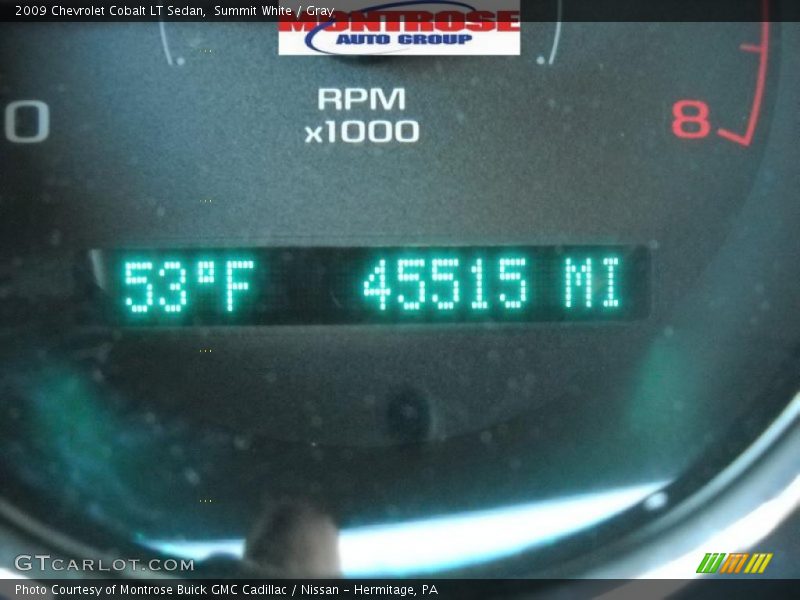 2009 Chevrolet Cobalt LT Sedan,  Summit White / Gray
MONTROSE
AUTO GROUP
0
RPM
x1000
8
53°F 45515 MI
GTCARLOT.COM
Photo Courtesy of Montrose Buick GMC Cadillac / Nissan - Hermitage, PA